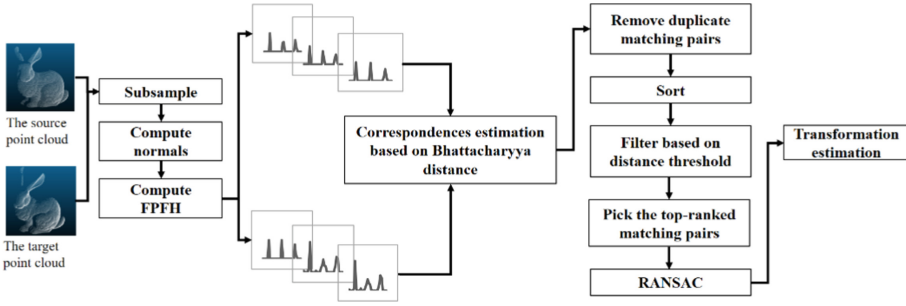 The source
point cloud
The target
point cloud
Subsample
Compute
normals
Compute
FPFH
Correspondences estimation
based on Bhattacharyya
distance
Remove duplicate
matching pairs
Sort
Filter based on
distance threshold
Pick the top-ranked
matching pairs
RANSAC
Transformation
estimation